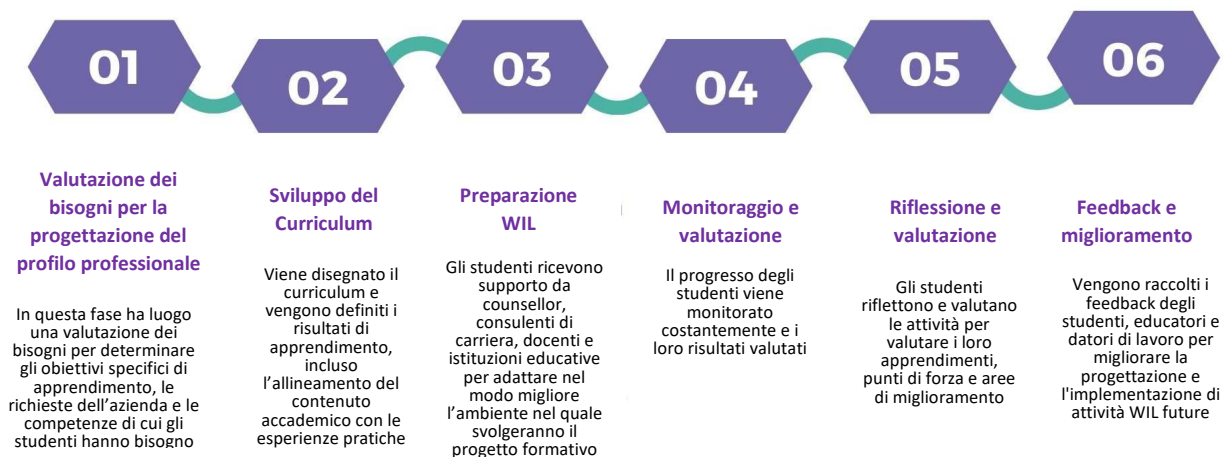 01
02
03
04
05
06
Valutazione dei
bisogni per la
progettazione del
profilo professionale
In questa fase ha luogo
una valutazione dei
bisogni per determinare
gli obiettivi specifici di
apprendimento, le
richieste dell’azienda e le
competenze di cui gli
studenti hanno bisogno
Sviluppo del
Curriculum
Viene disegnato il
curriculum e
vengono definiti i
risultati di
apprendimento,
incluso
l’allineamento del
contenuto
accademico con le
esperienze pratiche
Preparazione
WIL
Gli studenti ricevono
supporto da
counsellor,
consulenti di
carriera, docenti e
istituzioni educative
per adattare nel
modo migliore
l’ambiente nel quale
svolgeranno il
progetto formativo
Monitoraggio e
valutazione
Il progresso degli
studenti viene
monitorato
costantemente e i
loro risultati valutati
Riflessione e
valutazione
Gli studenti
riflettono e valutano
le attività per
valutare i loro
apprendimenti,
punti di forza e aree
di miglioramento
Feedback e
miglioramento
Vengono raccolti i
feedback degli
studenti, educatori e
datori di lavoro per
migliorare la
progettazione e
l'implementazione di
attività WIL future